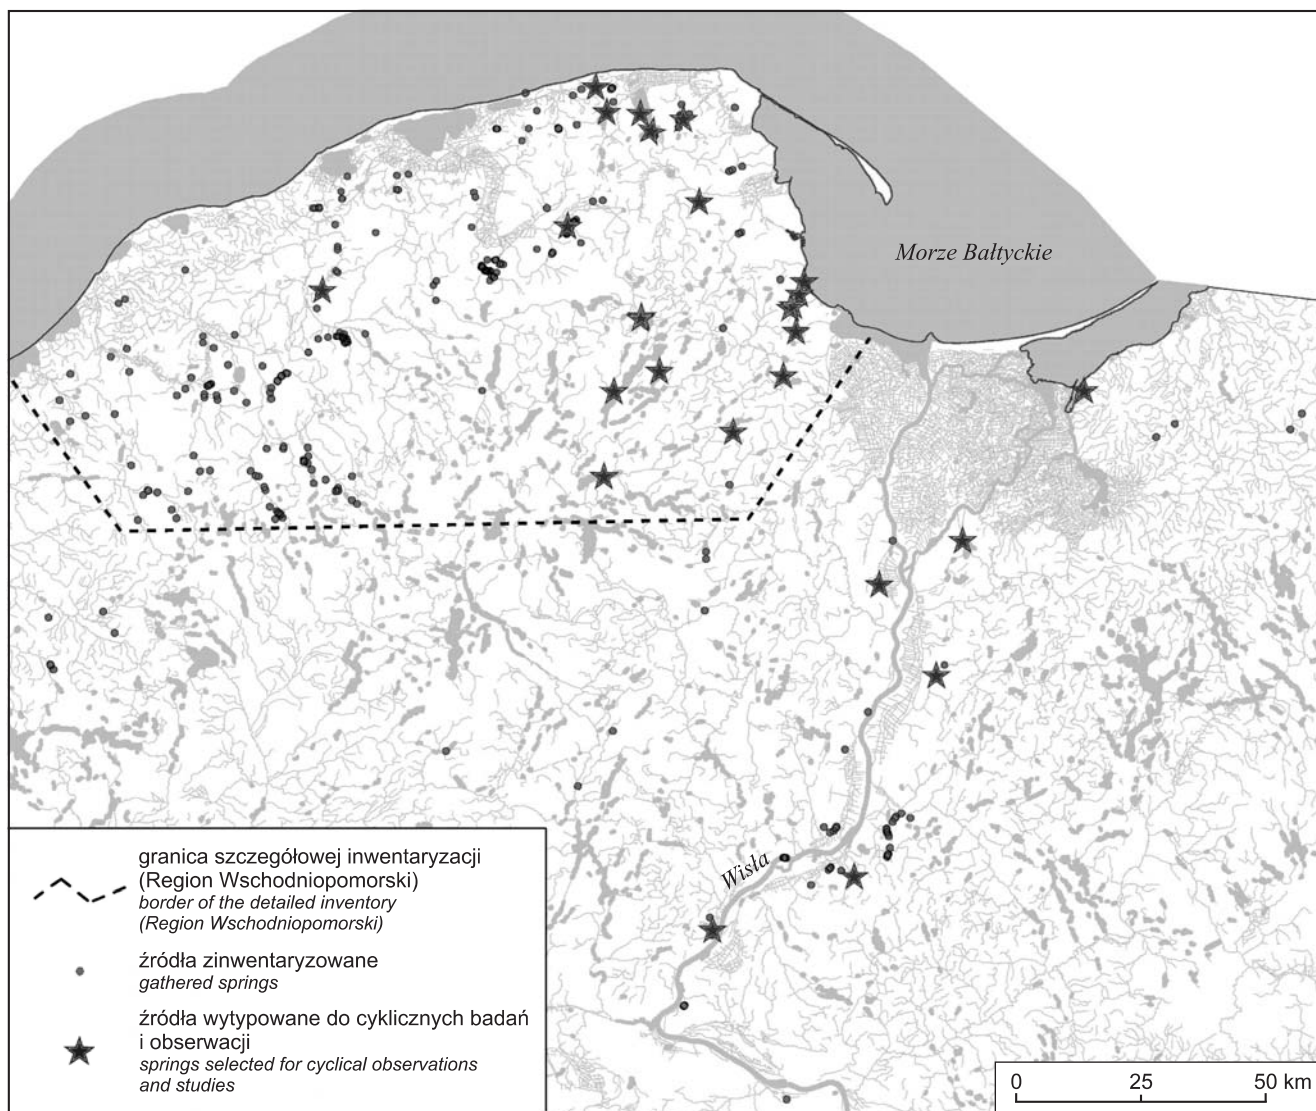 Morze Bałtyckie
Wisła
granica szczegółowej inwentaryzacji
(Region Wschodniopomorski)
border of the detailed inventory
(Region Wschodniopomorski)
źródła zinwentaryzowane
gathered springs
źródła wytypowane do cyklicznych badań
i obserwacji
springs selected for cyclical observations
and studies
0 25 50 km